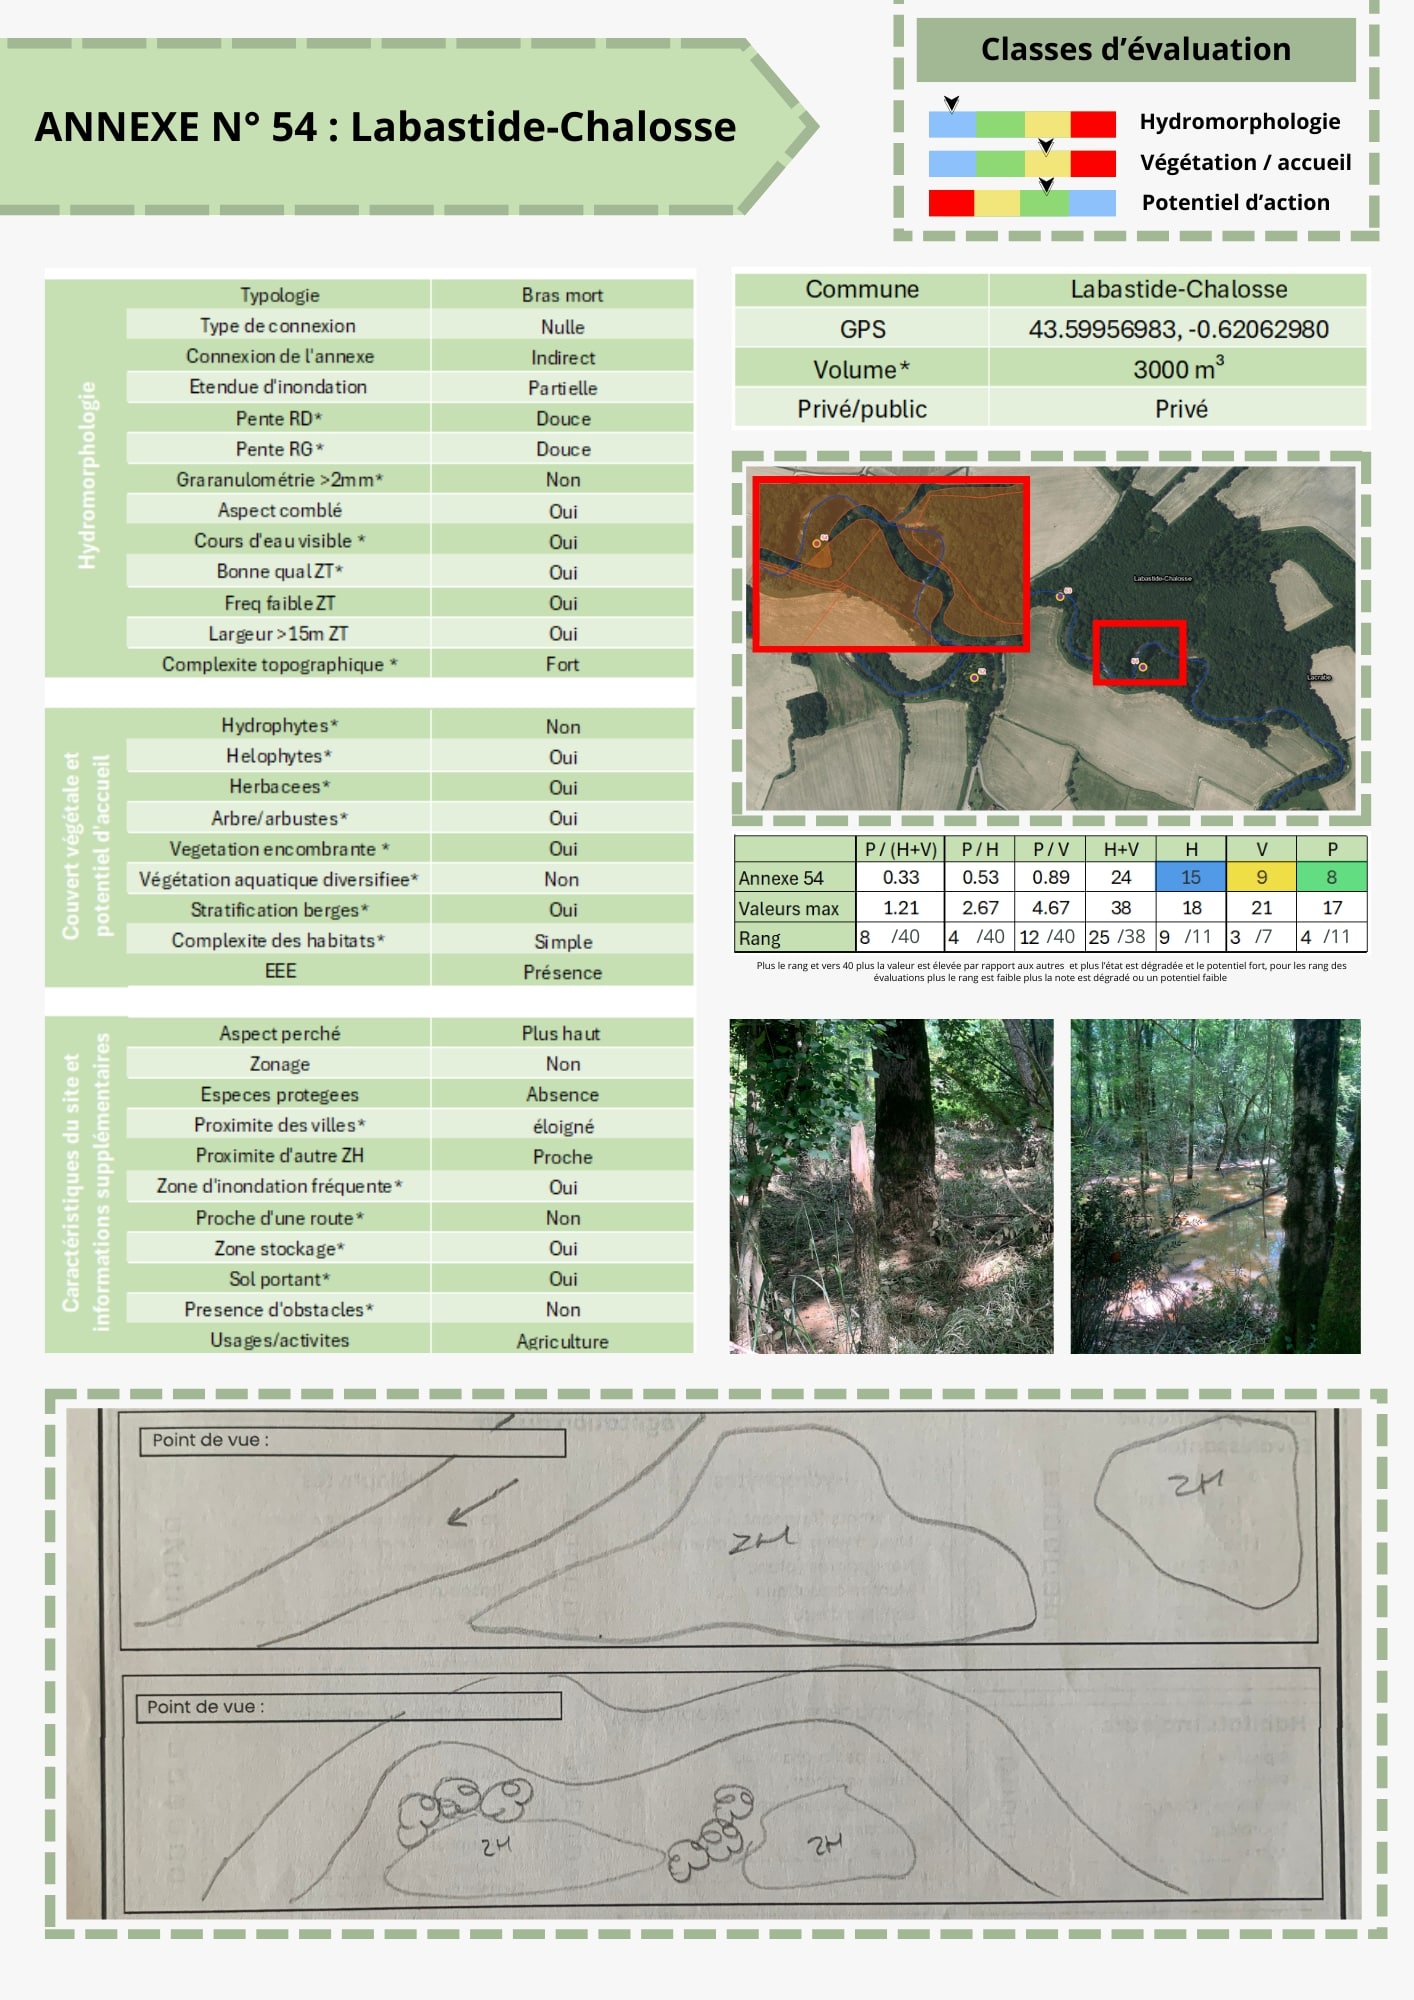 ANNEXE N° 54 : Labastide-Chalosse
Classes d’évaluation
Hydromorphologie
Végétation / accueil
Potentiel d’action
Hydromorphologie
Typologie Bras mort
Type de connexion Nulle
Connexion de l'annexe Indirect
Etendue d'inondation Partielle
Pente RD* Douce
Pente RG* Douce
Graranulométrie >2mm* Non
Aspect comblé Oui
Cours d'eau visible * Oui
Bonne qual ZT* Oui
Freq faible ZT Oui
Largeur >15m ZT Oui
Complexite topographique * Fort
Couvert végétale et
potentiel d'accueil
Hydrophytes* Non
Helophytes* Oui
Herbacees* Oui
Arbre/arbustes* Oui
Vegetation encombrante * Oui
Végétation aquatique diversifiee* Non
Stratification berges* Oui
Complexite des habitats* Simple
EEE Présence
Caractéristiques du site et
informations supplémentaires
Aspect perché Plus haut
Zonage Non
Especes protegees Absence
Proximite des villes* éloigné
Proximite d'autre ZH Proche
Zone d'inondation fréquente* Oui
Proche d'une route* Non
Zone stockage* Oui
Sol portant* Oui
Presence d'obstacles* Non
Usages/activites Agriculture
Commune Labastide-Chalosse
GPS 43.59956983, -0.62062980
Volume* 3000 m³
Privé/public Privé
Labastide-Chalosse
Lacrabe
P / (H+V) P / H P / V H+V H V P
Annexe 54 0.33 0.53 0.89 24 15 9 8
Valeurs max 1.21 2.67 4.67 38 18 21 17
Rang 8 /40 4 /40 12 /40 25 /38 9 /11 3 /7 4 /11
Plus le rang et vers 40 plus la valeur est élevée par rapport aux autres et plus l'état est dégradée et le potentiel fort, pour les rang des
évaluations plus le rang est faible plus la note est dégradé ou un potentiel faible
Point de vue :
ZH
ZH
Point de vue :
ZH
ZH